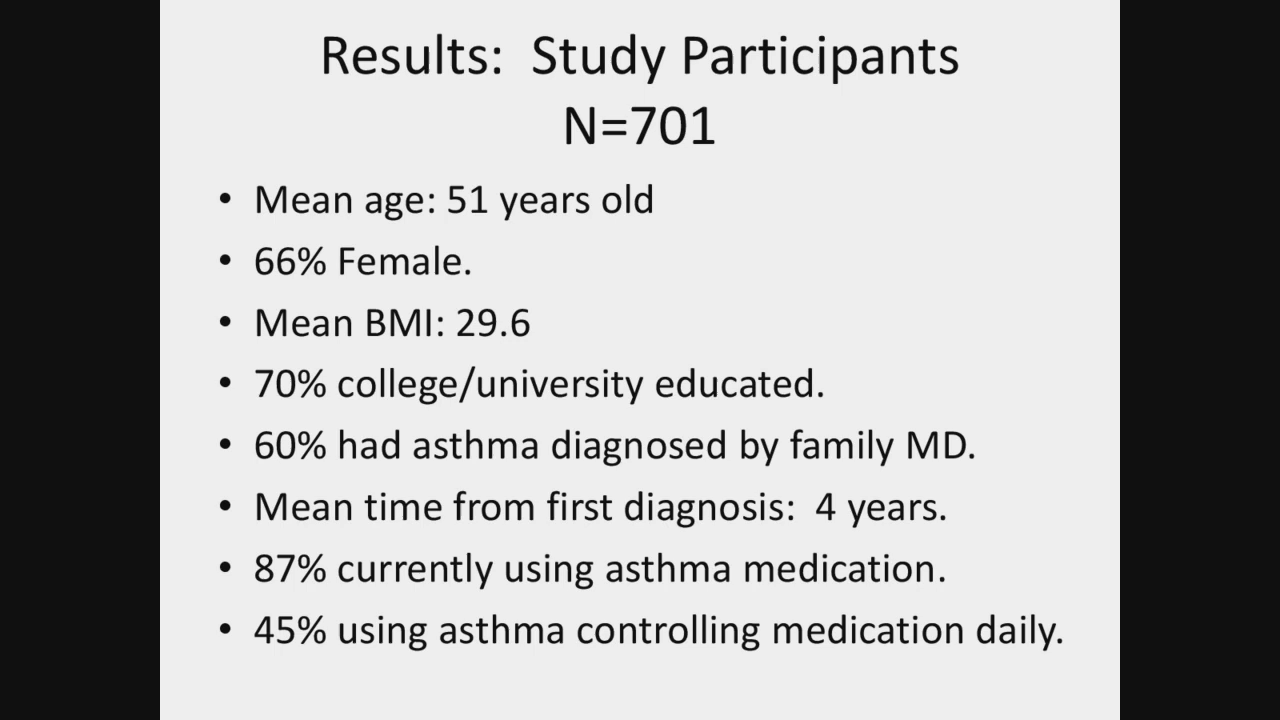 Results:  Study Participants
N=701
• Mean age: 51 years old
• 66% Female.
• Mean BMI: 29.6
• 70% college/university educated.
• 60% had asthma diagnosed by family MD.
• Mean time from first diagnosis:  4 years.
• 87% currently using asthma medication.
• 45% using asthma controlling medication daily.